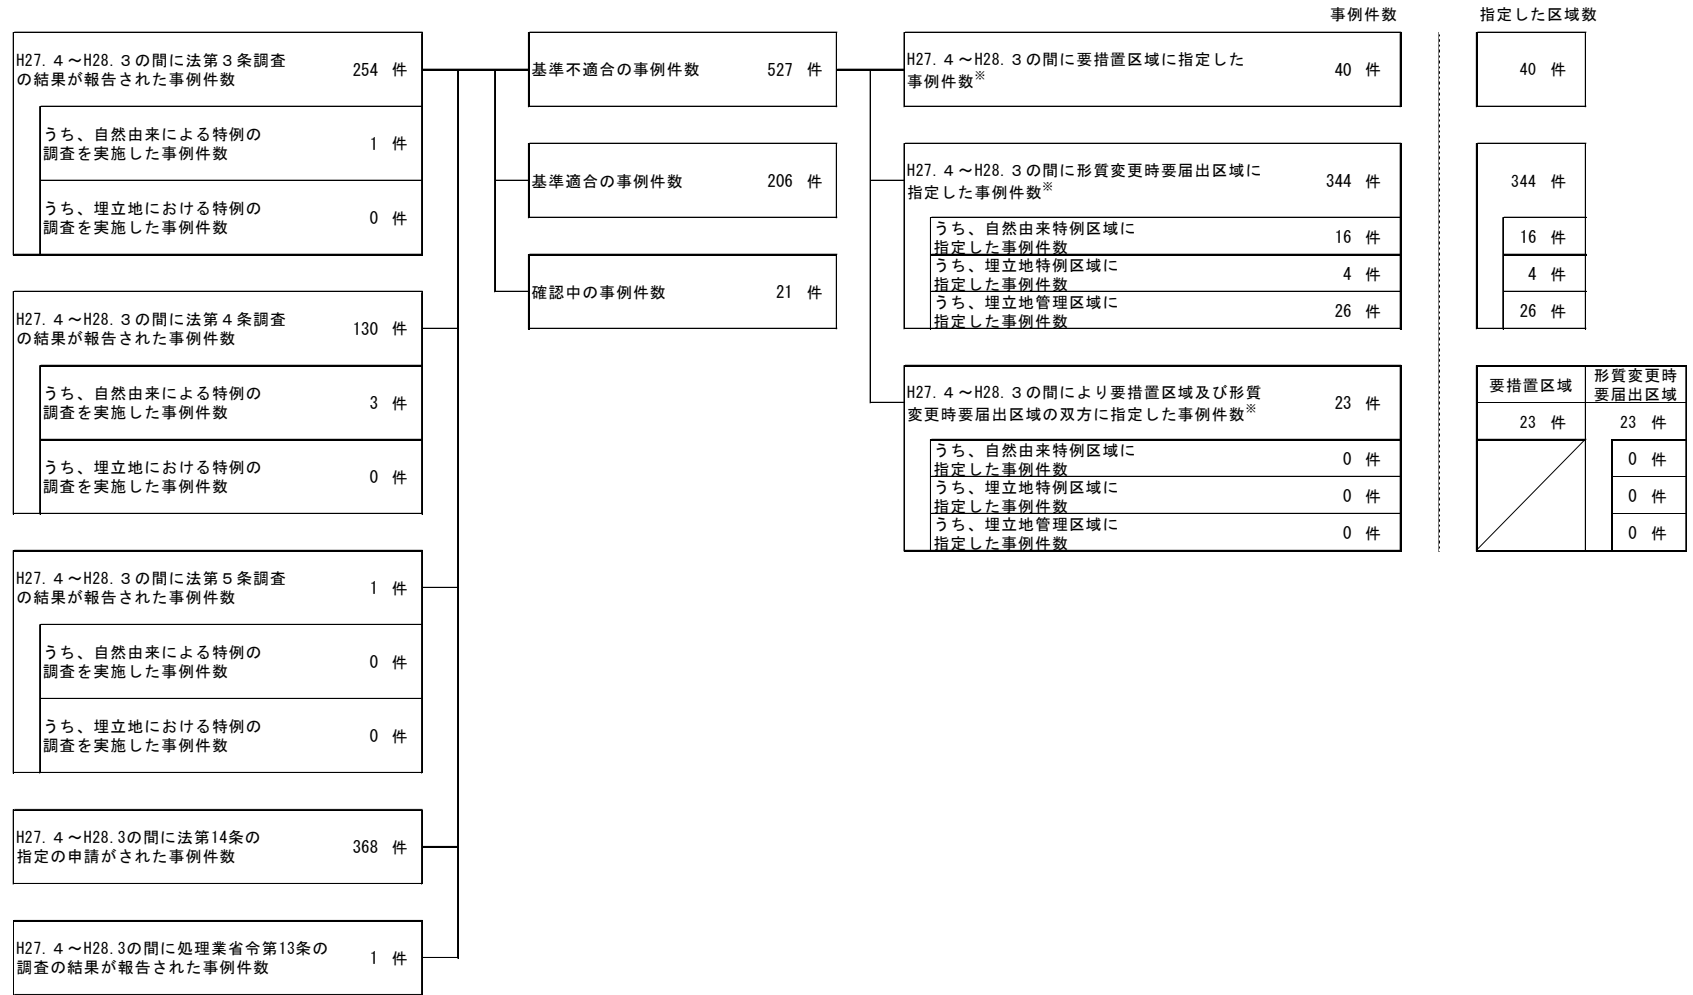 事例件数
指定した区域数
H27.４～H28.３の間に法第３条調査
の結果が報告された事例件数
254 件
うち、自然由来による特例の
調査を実施した事例件数
1 件
うち、埋立地における特例の
調査を実施した事例件数
0 件
H27.４～H28.３の間に法第４条調査
の結果が報告された事例件数
130 件
うち、自然由来による特例の
調査を実施した事例件数
3 件
うち、埋立地における特例の
調査を実施した事例件数
0 件
H27.４～H28.３の間に法第５条調査
の結果が報告された事例件数
1 件
うち、自然由来による特例の
調査を実施した事例件数
0 件
うち、埋立地における特例の
調査を実施した事例件数
0 件
H27.４～H28.3の間に法第14条の
指定の申請がされた事例件数
368 件
H27.４～H28.3の間に処理業省令第13条の
調査の結果が報告された事例件数
1 件
基準不適合の事例件数 527 件
基準適合の事例件数 206 件
確認中の事例件数 21 件
H27.４～H28.３の間に要措置区域に指定した
事例件数※
40 件
40 件
H27.４～H28.３の間に形質変更時要届出区域に
指定した事例件数※
344 件
344 件
うち、自然由来特例区域に
指定した事例件数
16 件
16 件
うち、埋立地特例区域に
指定した事例件数
4 件
4 件
うち、埋立地管理区域に
指定した事例件数
26 件
26 件
H27.４～H28.３の間により要措置区域及び形質
変更時要届出区域の双方に指定した事例件数※
23 件
要措置区域
形質変更時
要届出区域
23 件
23 件
うち、自然由来特例区域に
指定した事例件数
0 件
0 件
うち、埋立地特例区域に
指定した事例件数
0 件
0 件
うち、埋立地管理区域に
指定した事例件数
0 件
0 件